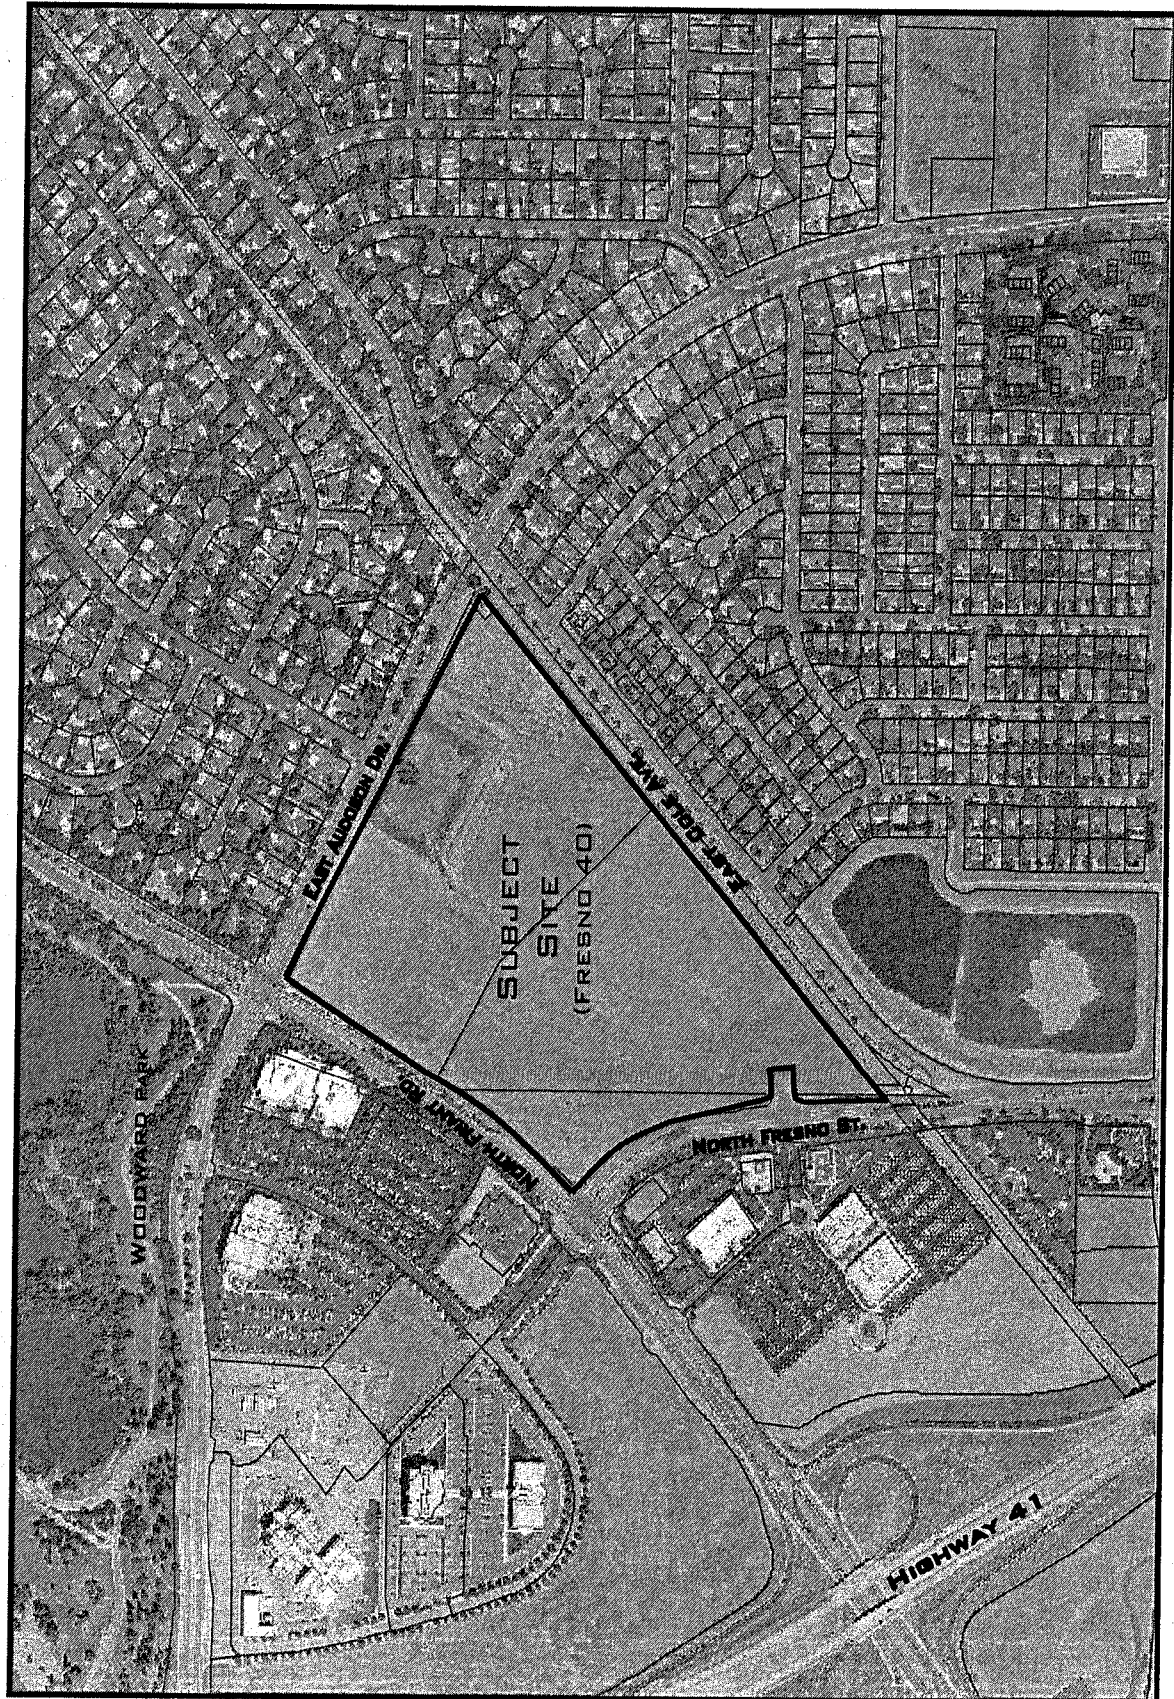 EAST AUDUBON DR.
EAST COLE AVE.
SUBJECT
SITE
(FRESNO 40)
WOODWARD PARK
NORTH FRIANT RD.
NORTH FRESNO ST.
HIGHWAY 41